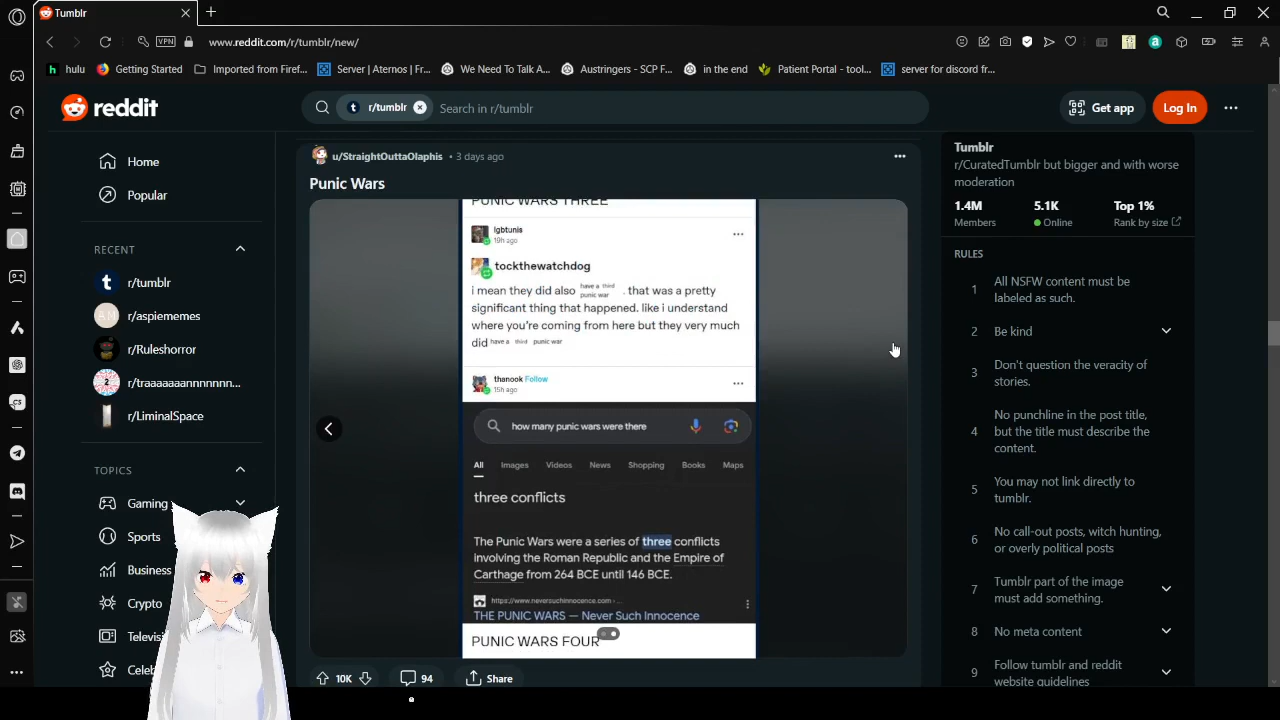 Tumblr
VPN
www.reddit.com/r/tumblr/new/
hulu
Getting Started
Imported from Firef...
Server | Aternos | Fr...
We Need To Talk A...
Austringers - SCP F...
in the end
Patient Portal - tool...
server for discord fr...
reddit
r/tumblr
Search in r/tumblr
Get app
Log In
Home
Popular
RECENT
r/tumblr
r/aspiememes
r/Ruleshorror
r/traaaaaaannnnnnn...
r/LiminalSpace
TOPICS
Gaming
Sports
Business
Crypto
Televisi
Celeb
u/StraightOuttaOlaphis • 3 days ago
Punic Wars
PUNIC WARS THREE
lgbtunis
19h ago
tockthewatchdog
i mean they did also have a third punic war . that was a pretty
significant thing that happened. like i understand
where you're coming from here but they very much
did have a third punic war
thanook Follow
15h ago
how many punic wars were there
All Images Videos News Shopping Books Maps
three conflicts
The Punic Wars were a series of three conflicts
involving the Roman Republic and the Empire of
Carthage from 264 BCE until 146 BCE.
https://www.neversuchinnocence.com › ...
THE PUNIC WARS — Never Such Innocence
PUNIC WARS FOUR
10K
94
Share
Tumblr
r/CuratedTumblr but bigger and with worse
moderation
1.4M 5.1K Top 1%
Members Online Rank by size
RULES
1 All NSFW content must be
labeled as such.
2 Be kind
3 Don't question the veracity of
stories.
4 No punchline in the post title,
but the title must describe the
content.
5 You may not link directly to
tumblr.
6 No call-out posts, witch hunting,
or overly political posts
7 Tumblr part of the image
must add something.
8 No meta content
9 Follow tumblr and reddit
website guidelines